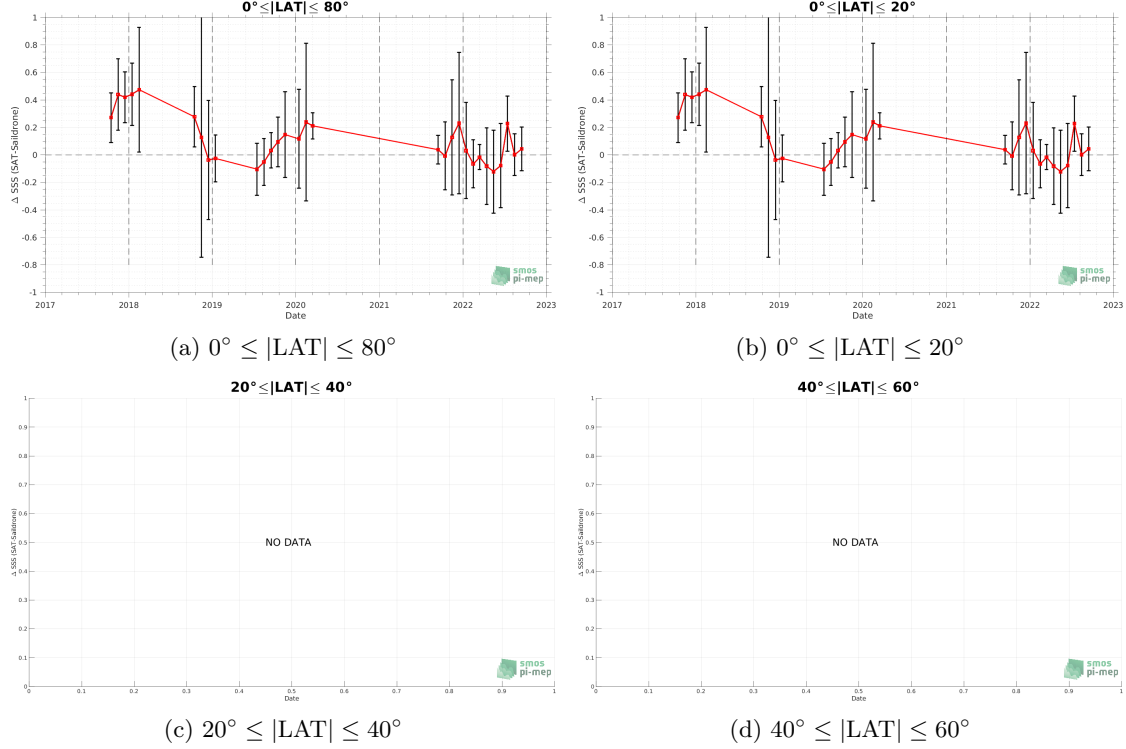 0°≤|LAT|≤ 80°
1
0.8
0.6
0.4
0.2
0
-0.2
-0.4
-0.6
-0.8
-1
Δ SSS (SAT-Saildrone)
2017 2018 2019 2020 2021 2022 2023
Date
smos
pi-mep
(a) 0° ≤ |LAT| ≤ 80°
0°≤|LAT|≤ 20°
1
0.8
0.6
0.4
0.2
0
-0.2
-0.4
-0.6
-0.8
-1
Δ SSS (SAT-Saildrone)
2017 2018 2019 2020 2021 2022 2023
Date
smos
pi-mep
(b) 0° ≤ |LAT| ≤ 20°
20°≤|LAT|≤ 40°
1
0.9
0.8
0.7
0.6
0.5
0.4
0.3
0.2
0.1
0
Δ SSS (SAT-Saildrone)
NO DATA
0 0.1 0.2 0.3 0.4 0.5 0.6 0.7 0.8 0.9 1
Date
smos
pi-mep
(c) 20° ≤ |LAT| ≤ 40°
40°≤|LAT|≤ 60°
1
0.9
0.8
0.7
0.6
0.5
0.4
0.3
0.2
0.1
0
Δ SSS (SAT-Saildrone)
NO DATA
0 0.1 0.2 0.3 0.4 0.5 0.6 0.7 0.8 0.9 1
Date
smos
pi-mep
(d) 40° ≤ |LAT| ≤ 60°